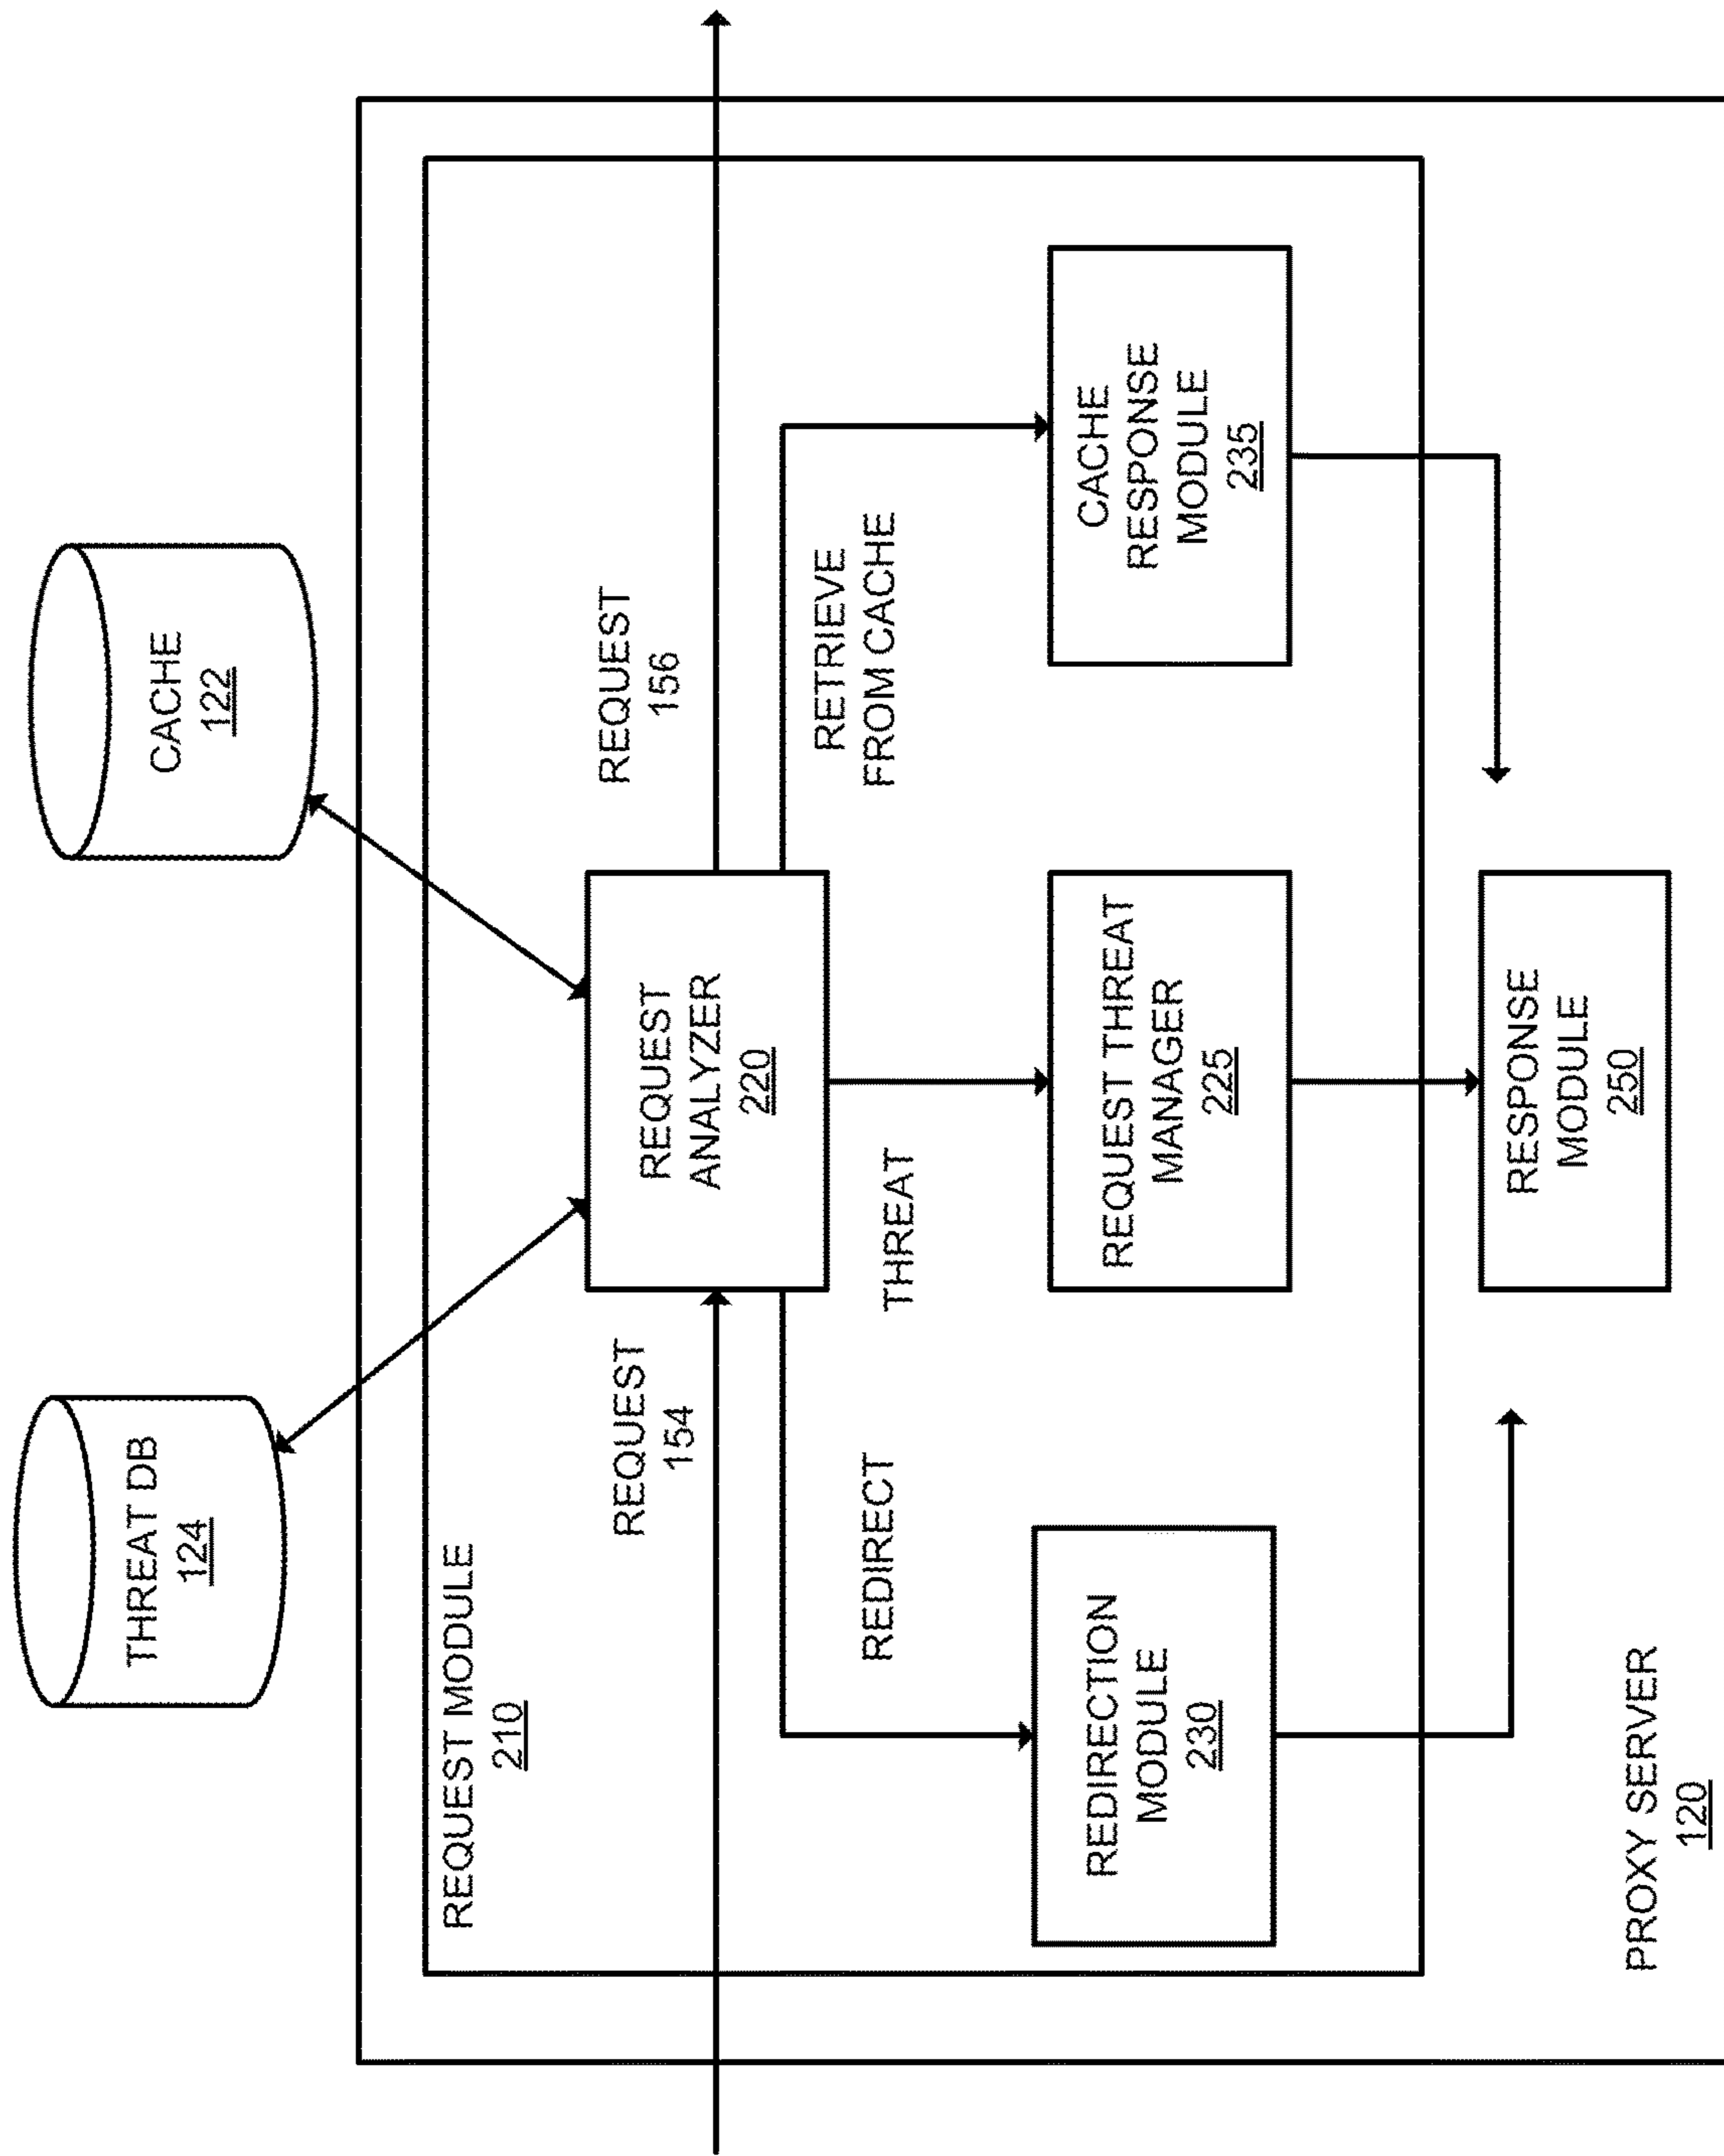 THREAT DB
124
CACHE
122
REQUEST MODULE
210
REQUEST
154
REQUEST
156
REQUEST
ANALYZER
220
REDIRECT
THREAT
RETRIEVE
FROM CACHE
REDIRECTION
MODULE
230
REQUEST THREAT
MANAGER
225
CACHE
RESPONSE
MODULE
235
RESPONSE
MODULE
250
PROXY SERVER
120